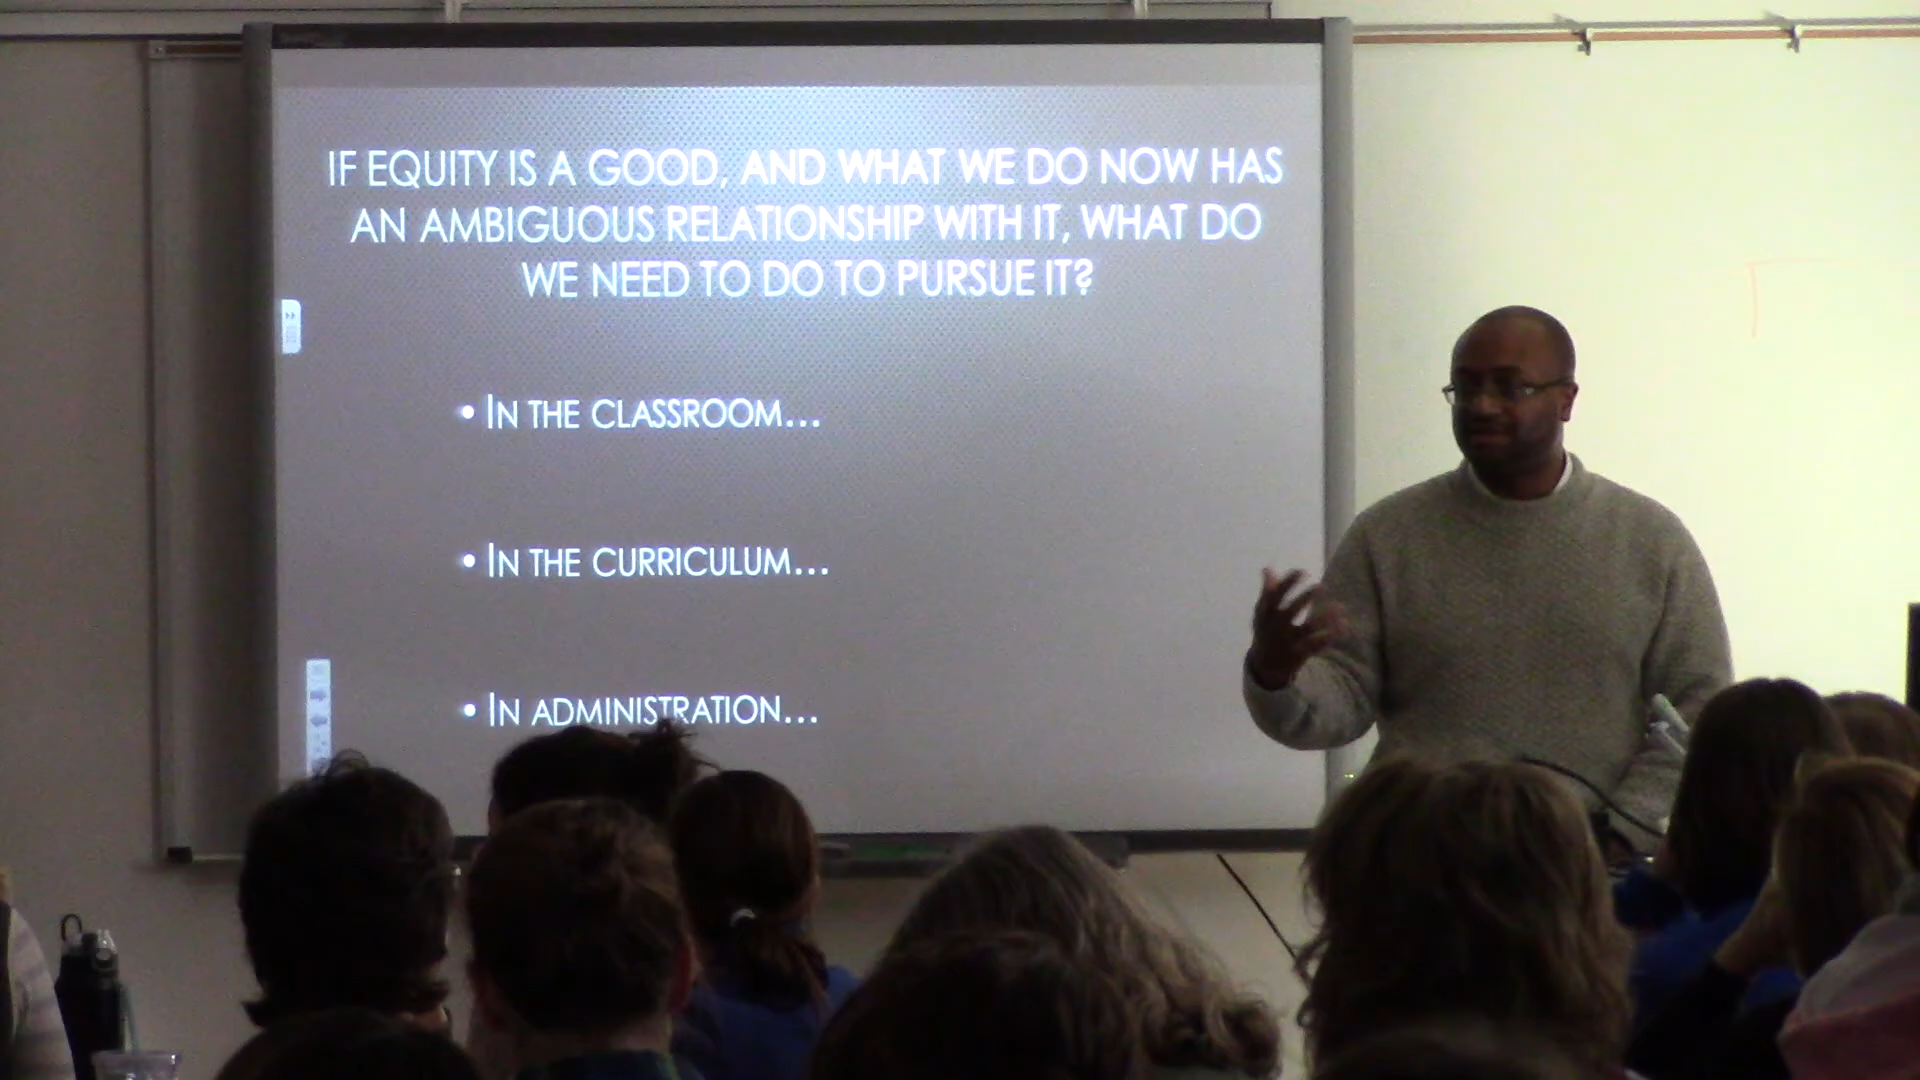 IF EQUITY IS A GOOD, AND WHAT WE DO NOW HAS
AN AMBIGUOUS RELATIONSHIP WITH IT, WHAT DO
WE NEED TO DO TO PURSUE IT?
• IN THE CLASSROOM...
• IN THE CURRICULUM...
• IN ADMINISTRATION...